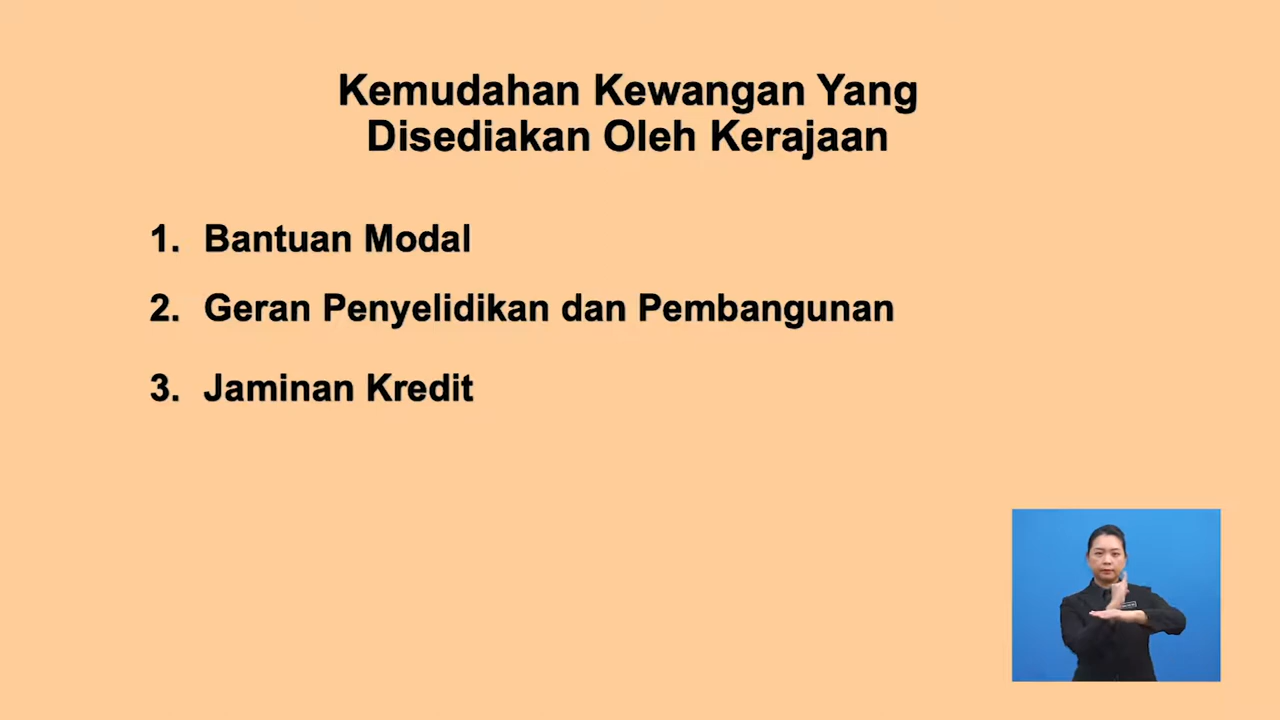 Kemudahan Kewangan Yang
Disediakan Oleh Kerajaan
1. Bantuan Modal
2. Geran Penyelidikan dan Pembangunan
3. Jaminan Kredit